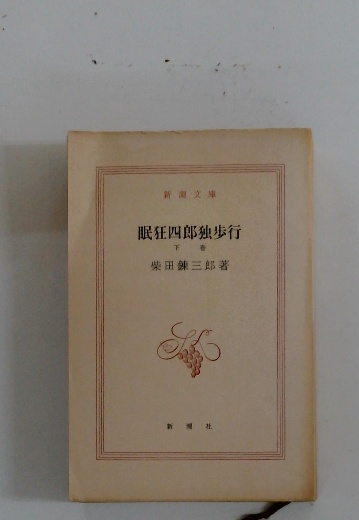 新潮文庫
眠狂四郎独歩行
下巻
柴田錬三郎著
新潮社